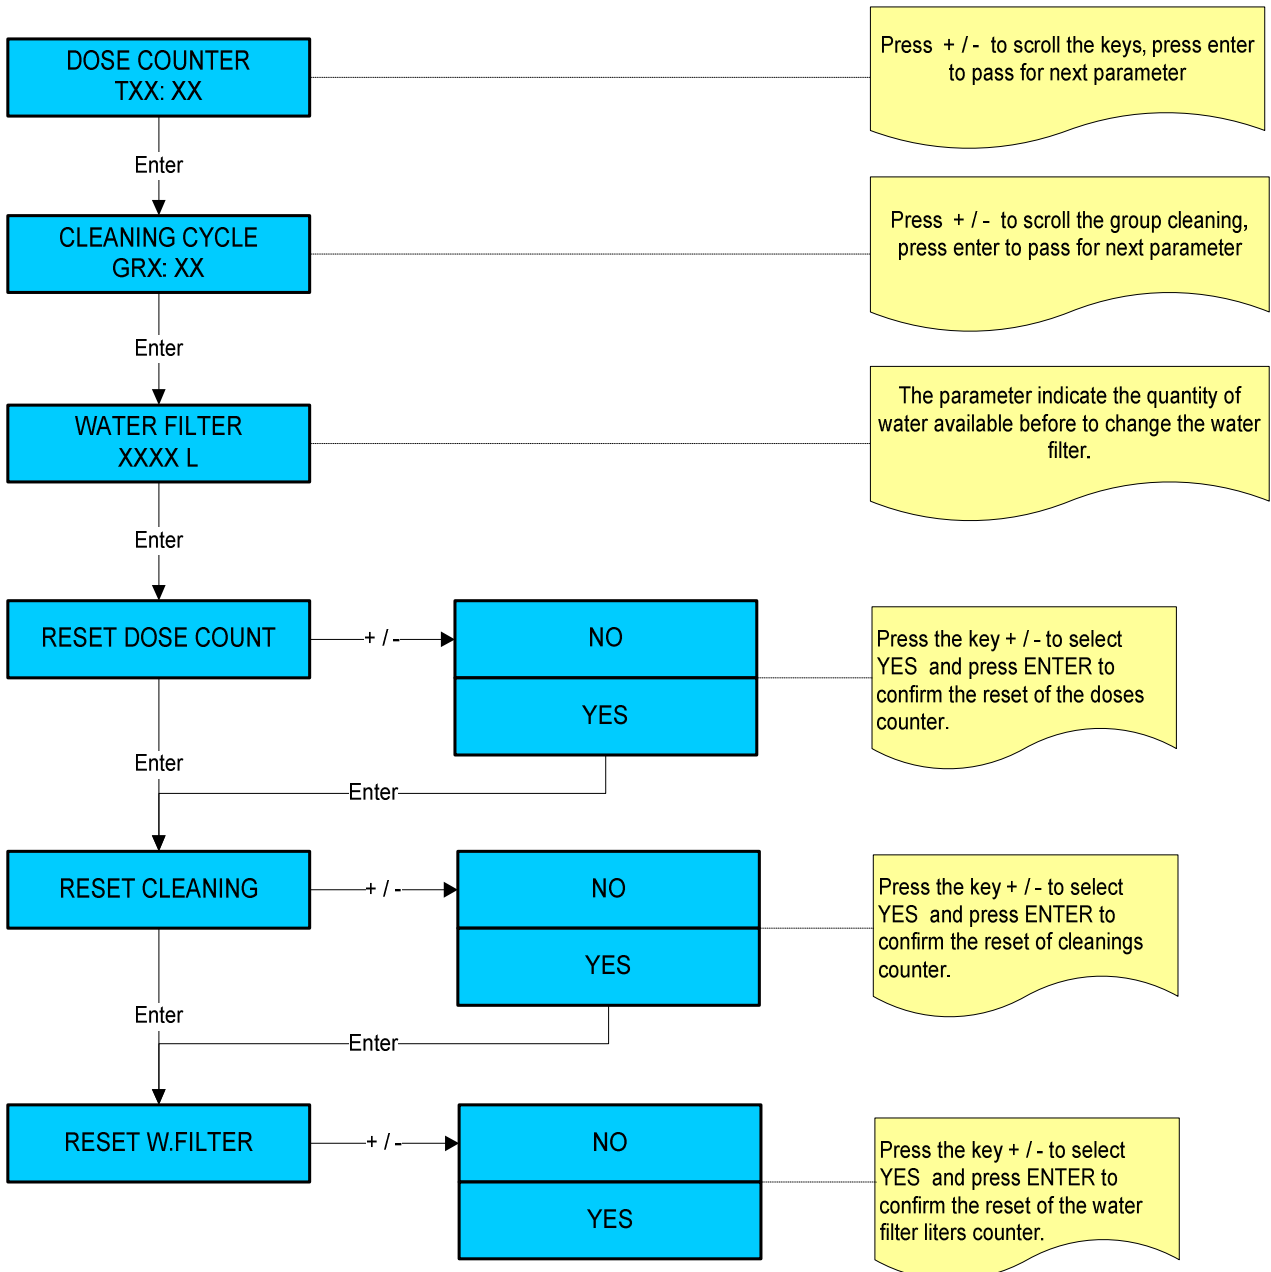 DOSE COUNTER
TXX: XX
Press + / - to scroll the keys, press enter
to pass for next parameter
Enter
CLEANING CYCLE
GRX: XX
Press + / - to scroll the group cleaning,
press enter to pass for next parameter
Enter
WATER FILTER
XXXX L
The parameter indicate the quantity of
water available before to change the water
filter.
Enter
RESET DOSE COUNT
+ / -
NO
YES
Press the key + / - to select
YES and press ENTER to
confirm the reset of the doses
counter.
Enter
Enter
RESET CLEANING
+ / -
NO
YES
Press the key + / - to select
YES and press ENTER to
confirm the reset of cleanings
counter.
Enter
Enter
RESET W.FILTER
+ / -
NO
YES
Press the key + / - to select
YES and press ENTER to
confirm the reset of the water
filter liters counter.